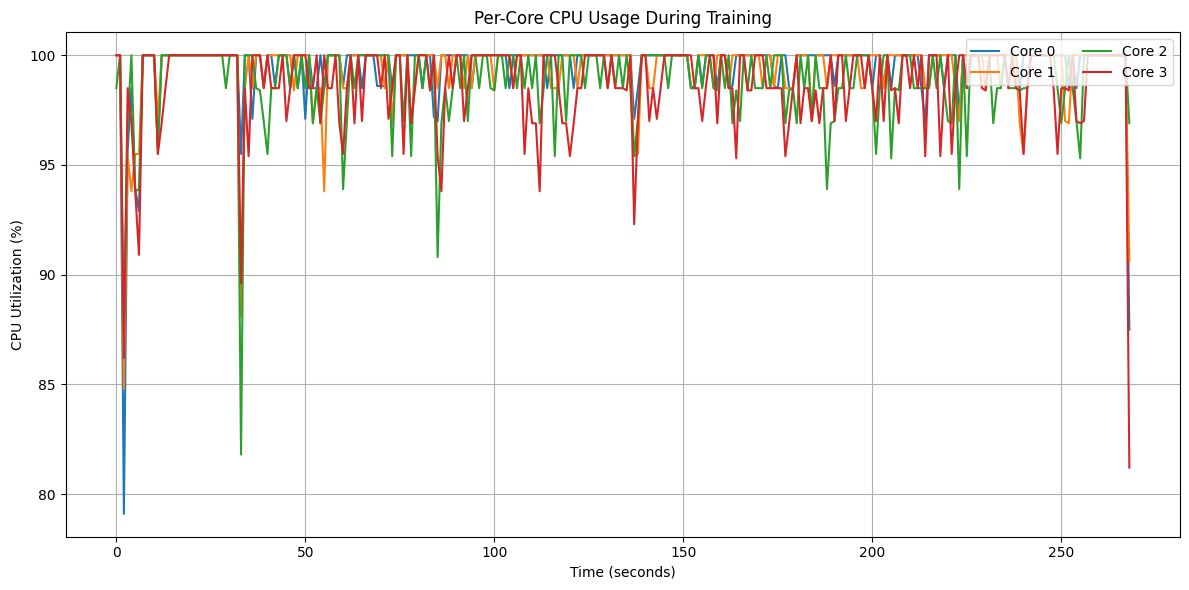 Per-Core CPU Usage During Training
Core 0
Core 1
Core 2
Core 3
100
95
90
85
80
CPU Utilization (%)
0
50
100
150
200
250
Time (seconds)